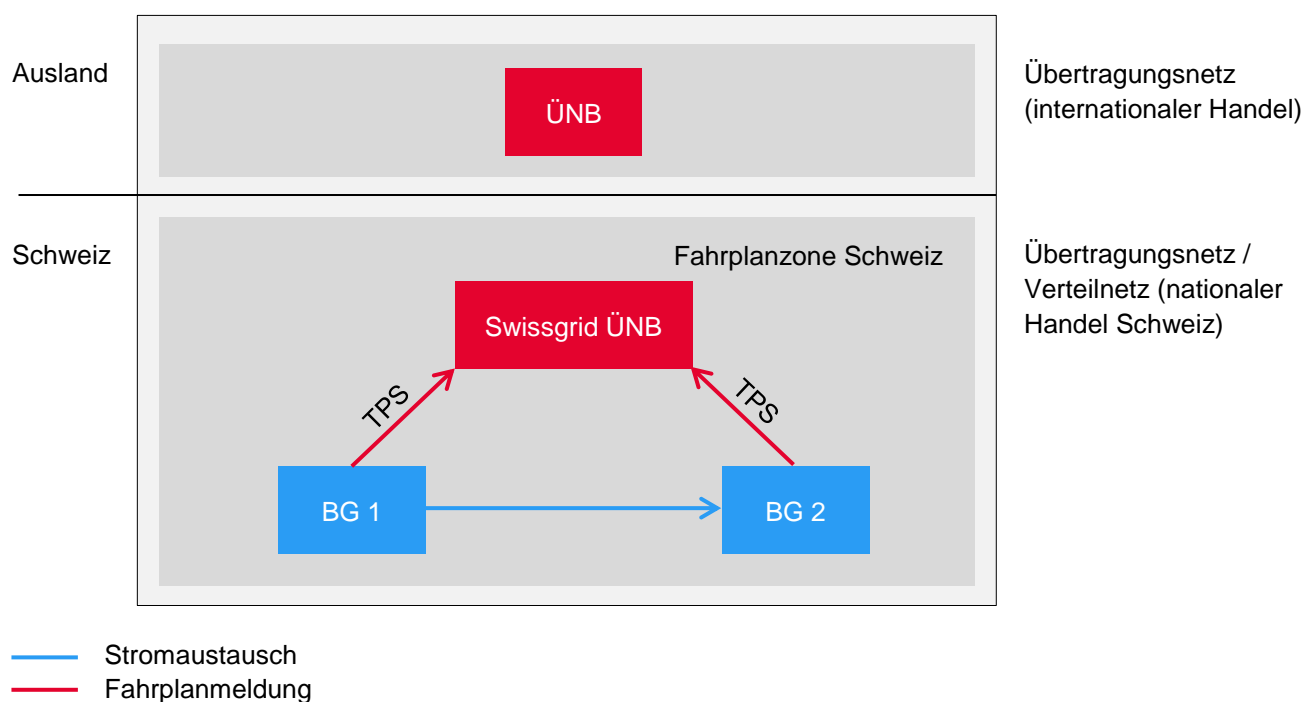 Ausland
ÜNB
Übertragungsnetz
(internationaler Handel)
Schweiz
Fahrplanzone Schweiz
Übertragungsnetz /
Verteilnetz (nationaler
Handel Schweiz)
Swissgrid ÜNB
TPS
TPS
BG 1
BG 2
Stromaustausch
Fahrplanmeldung